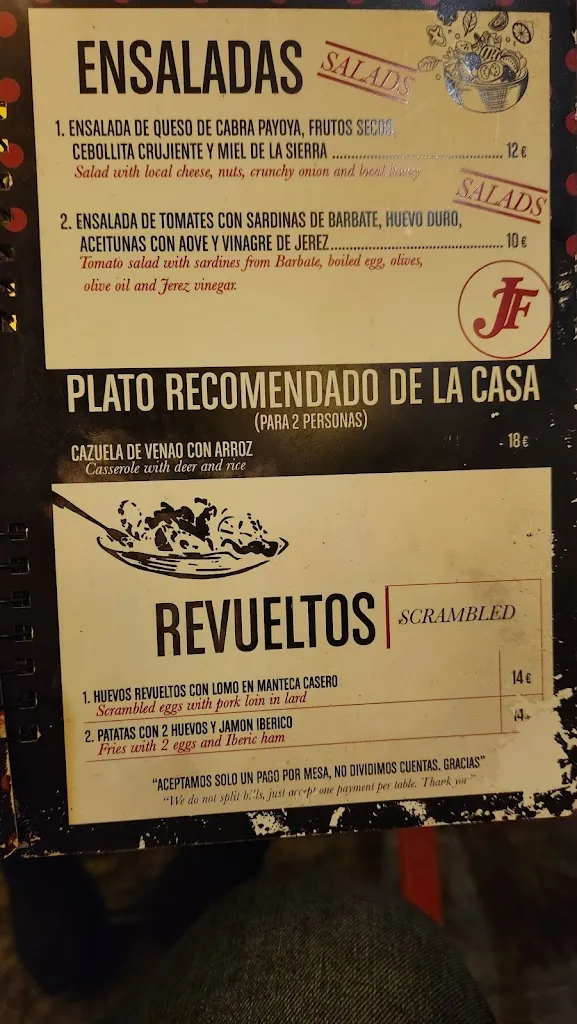 ENSALADAS
SALADS
1. ENSALADA DE QUESO DE CABRA PAYOYA, FRUTOS SECOS,
CEBOLLITA CRUJIENTE Y MIEL DE LA SIERRA 12 €
Salad with local cheese, nuts, crunchy onion and local honey
SALADS
2. ENSALADA DE TOMATES CON SARDINAS DE BARBATE, HUEVO DURO,
ACEITUNAS CON AOVE Y VINAGRE DE JEREZ 10 €
Tomato salad with sardines from Barbate, boiled egg, olives,
olive oil and Jerez vinegar.
JF
PLATO RECOMENDADO DE LA CASA
(PARA 2 PERSONAS)
CAZUELA DE VENAO CON ARROZ 18 €
Casserole with deer and rice
REVUELTOS
SCRAMBLED
1. HUEVOS REVUELTOS CON LOMO EN MANTECA CASERO 14 €
Scrambled eggs with pork loin in lard
2. PATATAS CON 2 HUEVOS Y JAMON IBERICO 14
Fries with 2 eggs and Iberic ham
"ACEPTAMOS SOLO UN PAGO POR MESA, NO DIVIDIMOS CUENTAS. GRACIAS"
"We do not split bills, just accept one payment per table. Thank you"